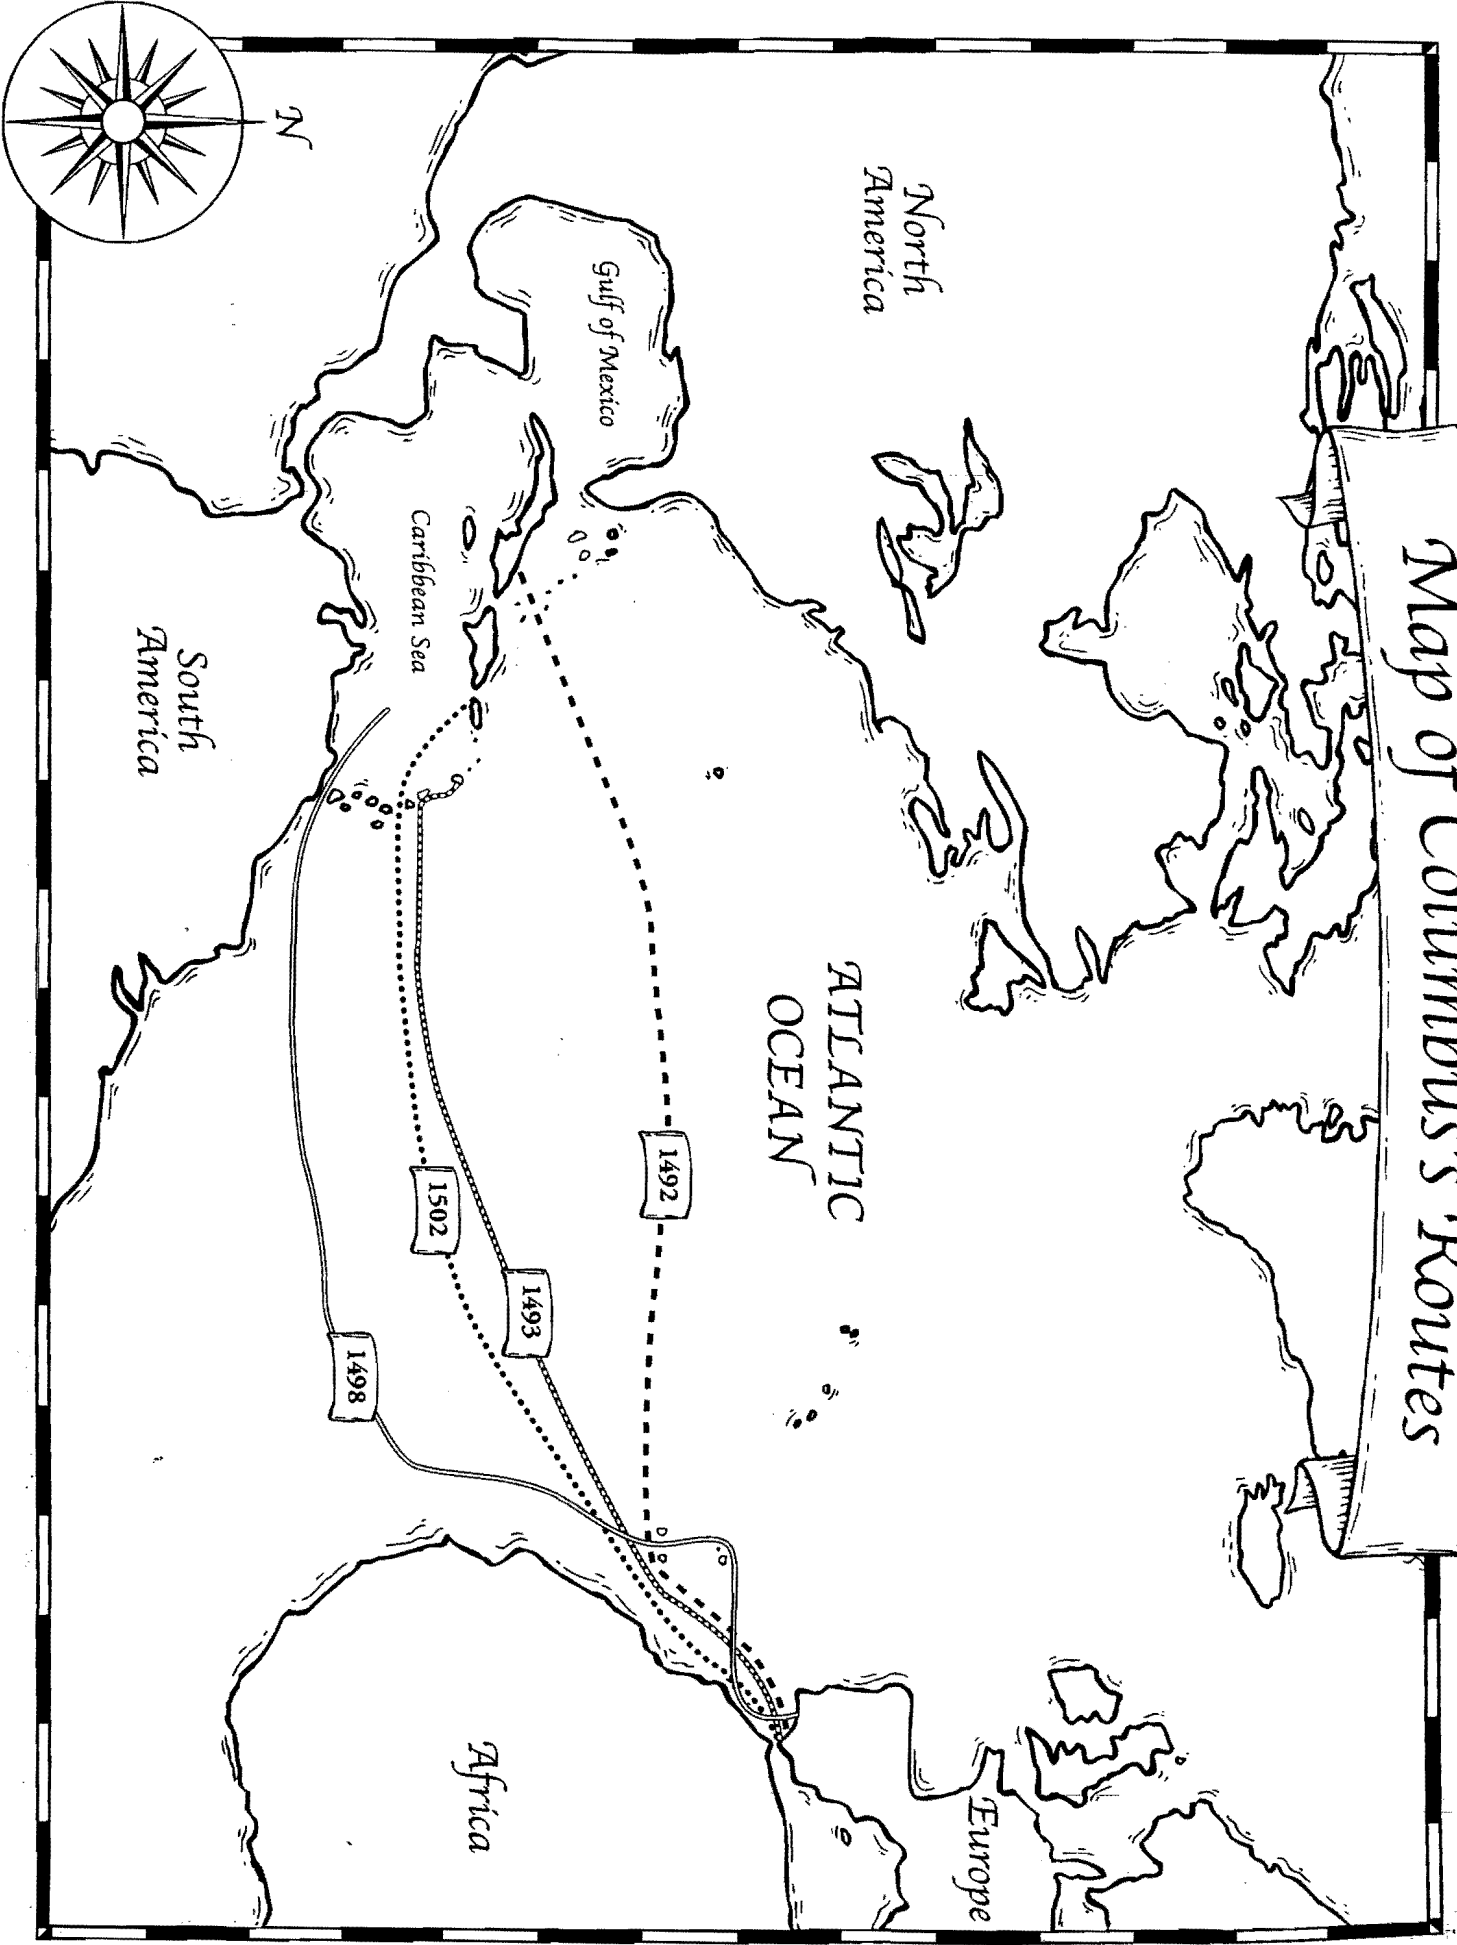 Map of Columbus's Routes
North
America
Gulf of Mexico
Caribbean Sea
South
America
ATLANTIC
OCEAN
1492
1502
1493
1498
Europe
Africa
N